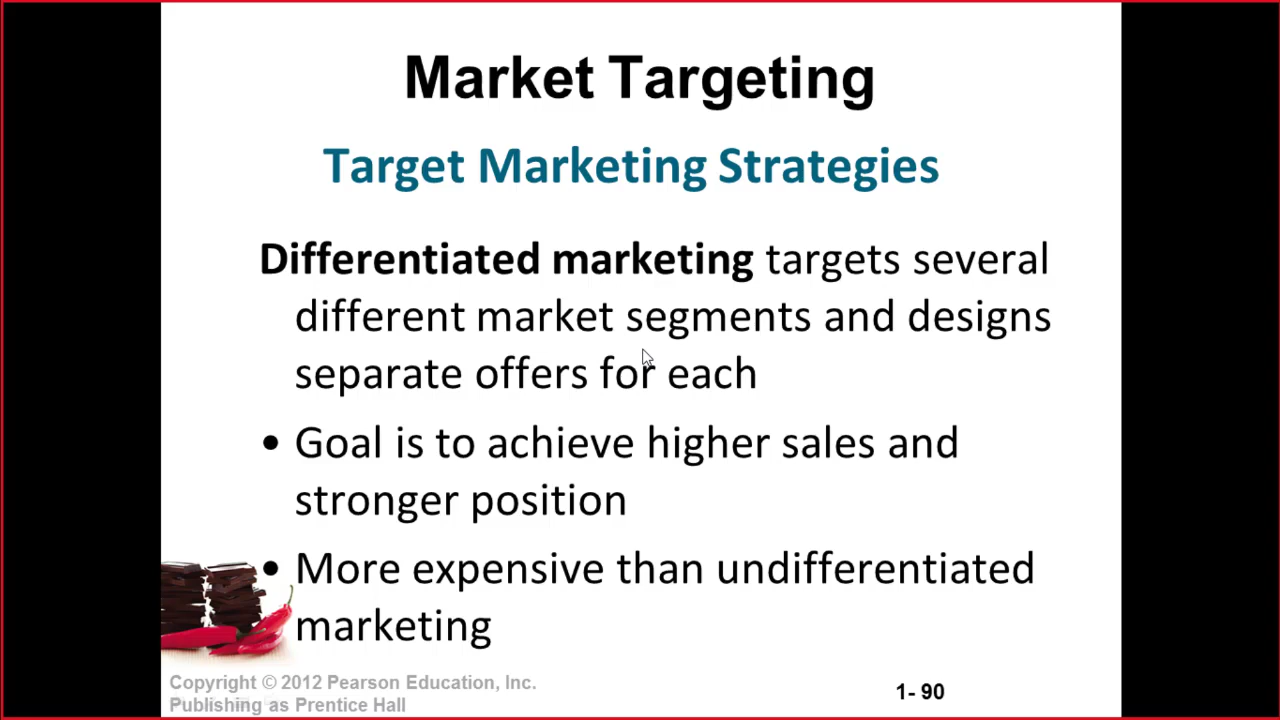 Market Targeting
Target Marketing Strategies
Differentiated marketing targets several
different market segments and designs
separate offers for each
• Goal is to achieve higher sales and
stronger position
• More expensive than undifferentiated
marketing
Copyright © 2012 Pearson Education, Inc.
Publishing as Prentice Hall
1- 90